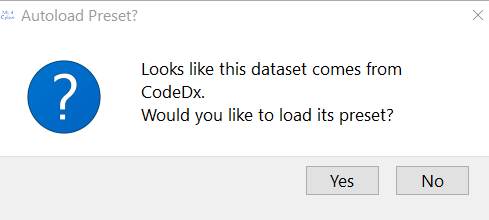 Autoload Preset?
Looks like this dataset comes from
CodeDx.
Would you like to load its preset?
Yes
No